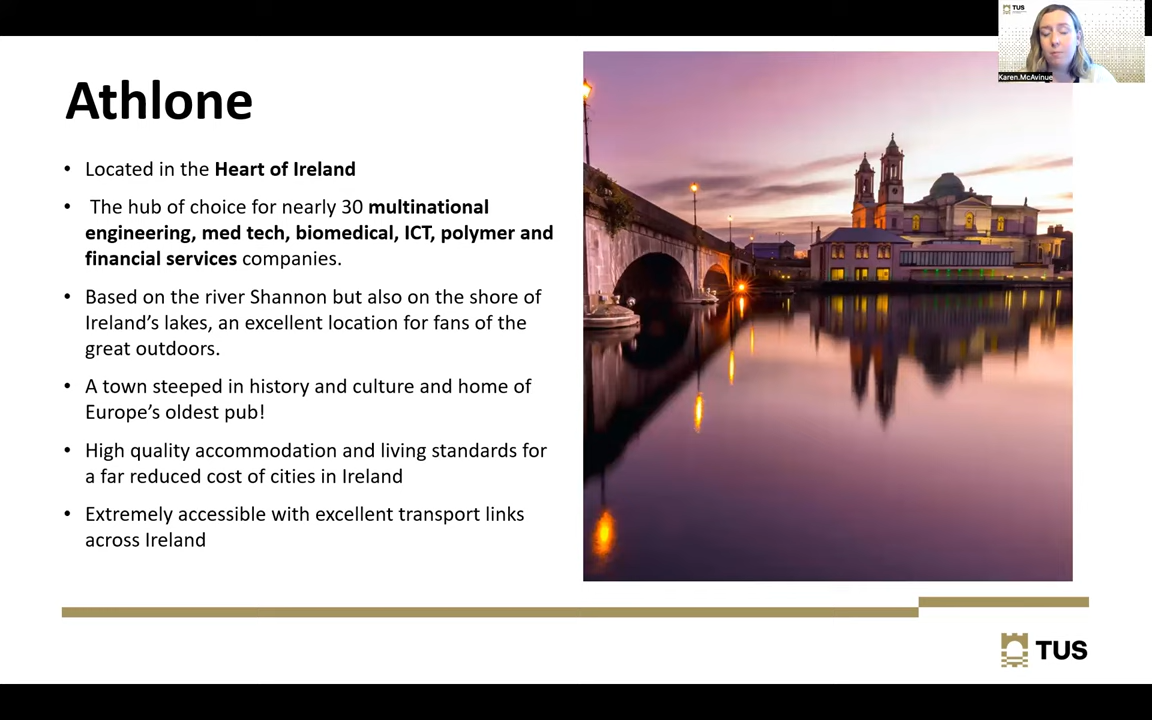 TUS
Karen.McAvinue
Athlone
• Located in the Heart of Ireland
• The hub of choice for nearly 30 multinational
engineering, med tech, biomedical, ICT, polymer and
financial services companies.
• Based on the river Shannon but also on the shore of
Ireland’s lakes, an excellent location for fans of the
great outdoors.
• A town steeped in history and culture and home of
Europe’s oldest pub!
• High quality accommodation and living standards for
a far reduced cost of cities in Ireland
• Extremely accessible with excellent transport links
across Ireland
TUS